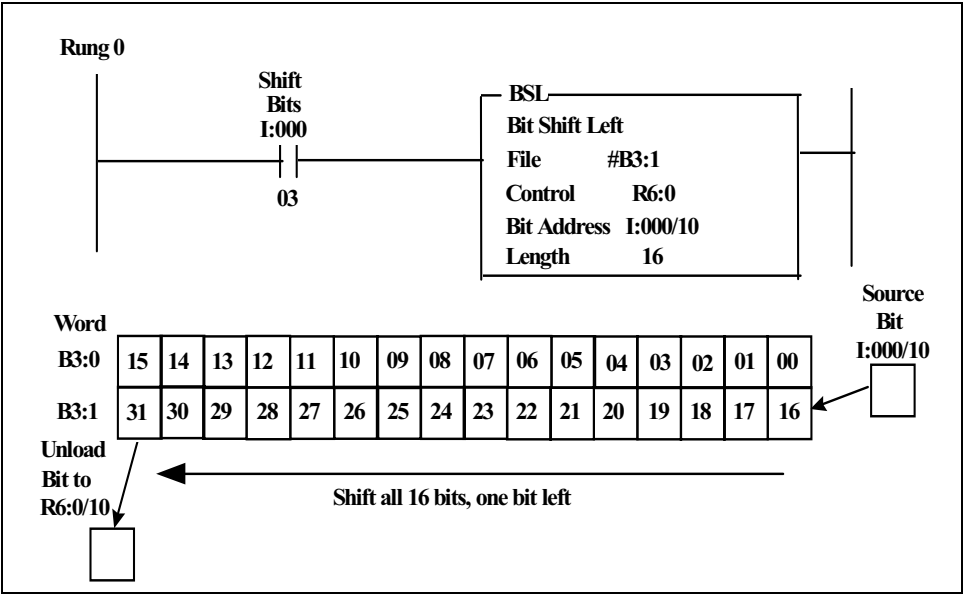 Rung 0
Shift
Bits
I:000
03
BSL
Bit Shift Left
File #B3:1
Control R6:0
Bit Address I:000/10
Length 16
Source
Bit
I:000/10
Word
B3:0 15 14 13 12 11 10 09 08 07 06 05 04 03 02 01 00
B3:1 31 30 29 28 27 26 25 24 23 22 21 20 19 18 17 16
Unload
Bit to
R6:0/10
Shift all 16 bits, one bit left